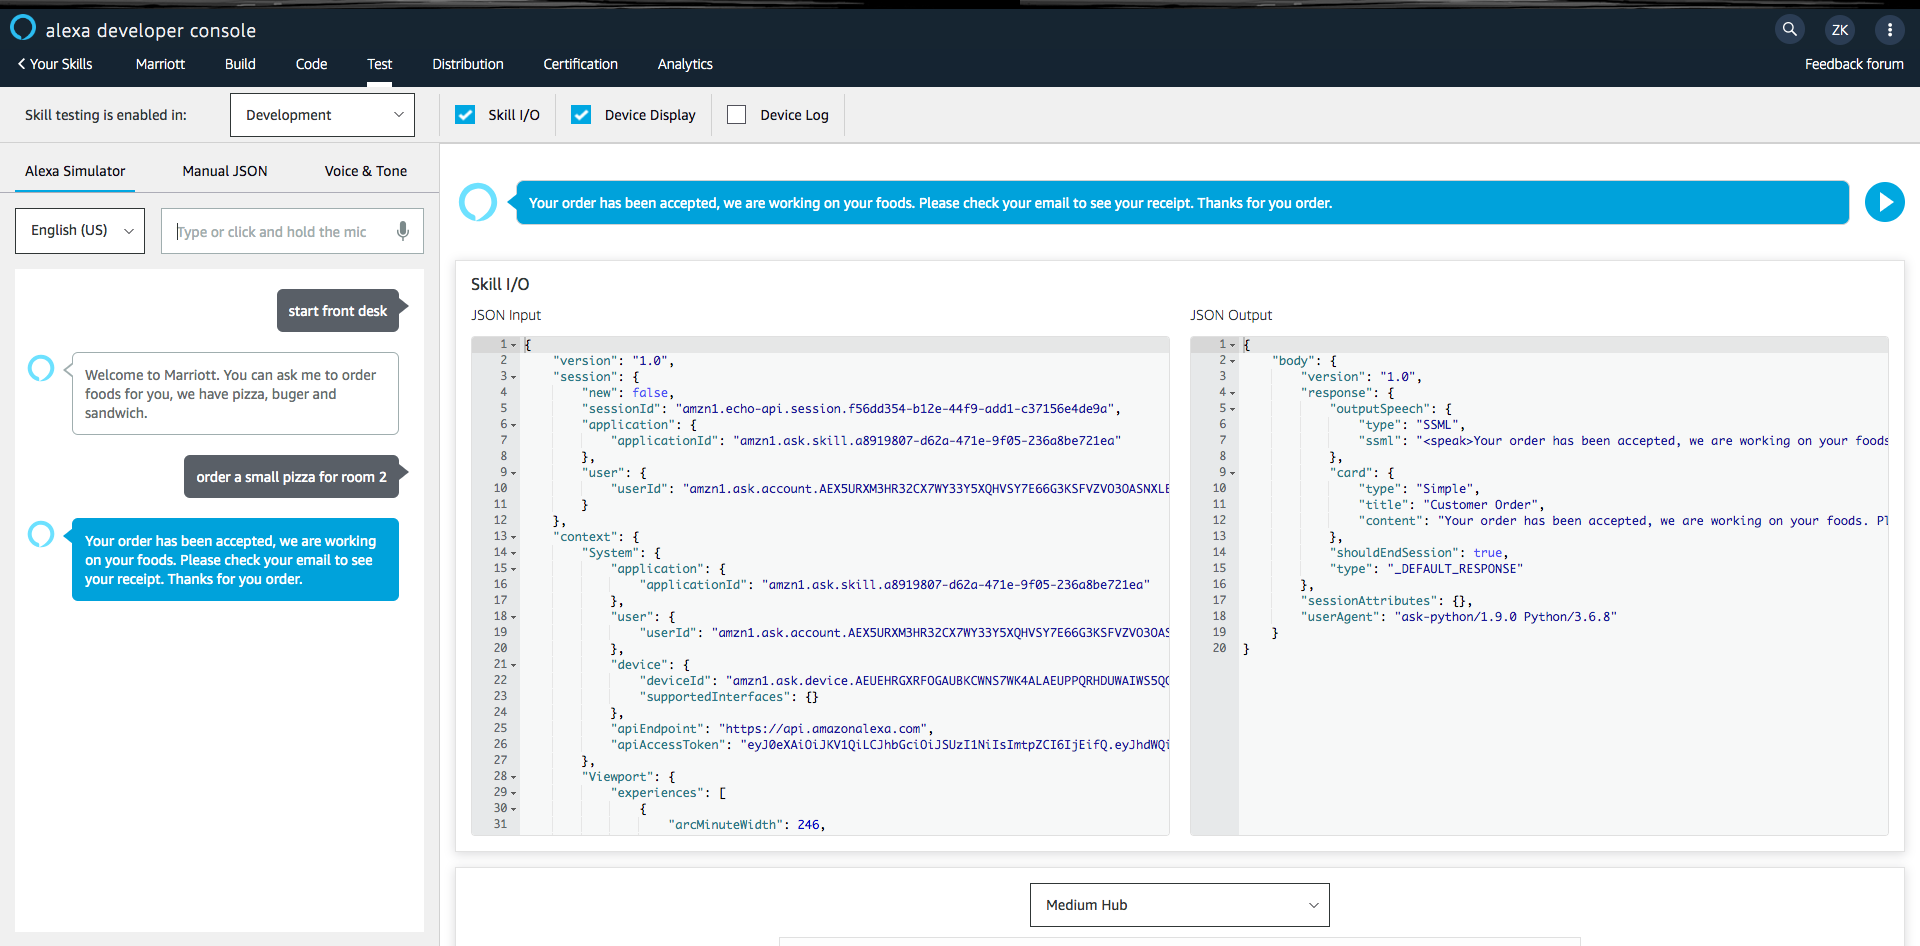 alexa developer console
ZK
Your Skills
Marriott
Build
Code
Test
Distribution
Certification
Analytics
Feedback forum
Skill testing is enabled in:
Development
Skill I/O
Device Display
Device Log
Alexa Simulator
Manual JSON
Voice & Tone
English (US)
Type or click and hold the mic
start front desk
Welcome to Marriott. You can ask me to order
foods for you, we have pizza, buger and
sandwich.
order a small pizza for room 2
Your order has been accepted, we are working
on your foods. Please check your email to see
your receipt. Thanks for you order.
Your order has been accepted, we are working on your foods. Please check your email to see your receipt. Thanks for you order.
Skill I/O
JSON Input
1 {
2 "version": "1.0",
3 "session": {
4 "new": false,
5 "sessionId": "amzn1.echo-api.session.f56dd354-b12e-44f9-add1-c37156e4de9a",
6 "application": {
7 "applicationId": "amzn1.ask.skill.a8919807-d62a-471e-9f05-236a8be721ea"
8 },
9 "user": {
10 "userId": "amzn1.ask.account.AEX5URXM3HR3ZCX7WY33Y5XQHVSY7E66G3KSFVZVO3OASNXLE
11 }
12 },
13 "context": {
14 "System": {
15 "application": {
16 "applicationId": "amzn1.ask.skill.a8919807-d62a-471e-9f05-236a8be721ea"
17 },
18 "user": {
19 "userId": "amzn1.ask.account.AEX5URXM3HR3ZCX7WY33Y5XQHVSY7E66G3KSFVZVO3OAS
20 },
21 "device": {
22 "deviceId": "amzn1.ask.device.AEUEHRGXRFOGAUBKCWNS7WK4ALAEUPPQRHDUWAIWS5QC
23 "supportedInterfaces": {}
24 },
25 "apiEndpoint": "https://api.amazonalexa.com",
26 "apiAccessToken": "eyJ0eXAiOiJKV1QiLCJhbGciOiJSUzI1NiIsImtpZCI6IjEifQ.eyJhdWQi
27 },
28 "Viewport": {
29 "experiences": [
30 {
31 "arcMinuteWidth": 246,
JSON Output
1 {
2 "body": {
3 "version": "1.0",
4 "response": {
5 "outputSpeech": {
6 "type": "SSML",
7 "ssml": "<speak>Your order has been accepted, we are working on your foods
8 },
9 "card": {
10 "type": "Simple",
11 "title": "Customer Order",
12 "content": "Your order has been accepted, we are working on your foods. Pl
13 },
14 "shouldEndSession": true,
15 "type": "_DEFAULT_RESPONSE"
16 },
17 "sessionAttributes": {},
18 "userAgent": "ask-python/1.9.0 Python/3.6.8"
19 }
20 }
Medium Hub